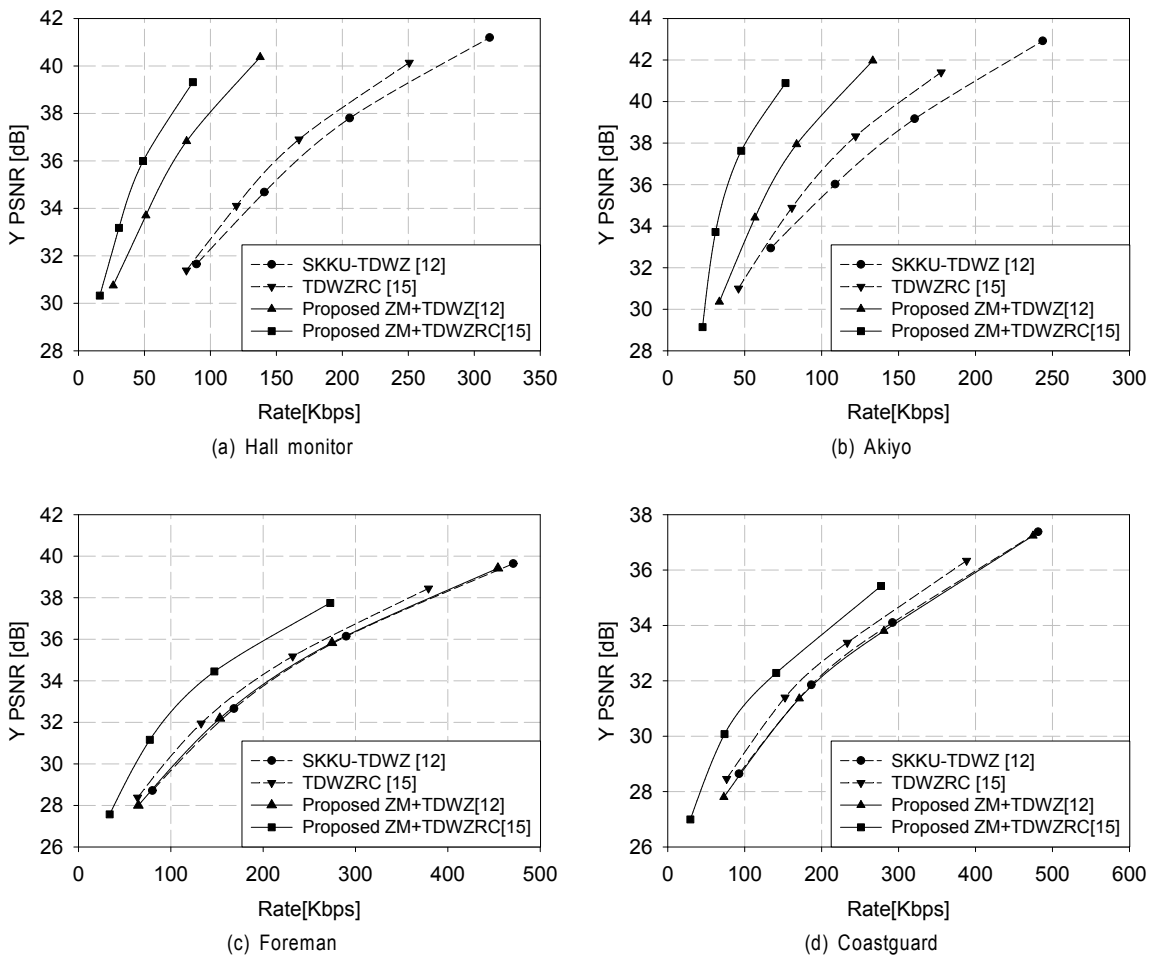 42
40
38
36
34
32
30
28
Y PSNR [dB]
SKKU-TDWZ [12]
TDWZRC [15]
Proposed ZM+TDWZ[12]
Proposed ZM+TDWZRC[15]
0 50 100 150 200 250 300 350
Rate[Kbps]
(a) Hall monitor
44
42
40
38
36
34
32
30
28
Y PSNR [dB]
SKKU-TDWZ [12]
TDWZRC [15]
Proposed ZM+TDWZ[12]
Proposed ZM+TDWZRC[15]
0 50 100 150 200 250 300
Rate[Kbps]
(b) Akiyo
42
40
38
36
34
32
30
28
26
Y PSNR [dB]
SKKU-TDWZ [12]
TDWZRC [15]
Proposed ZM+TDWZ[12]
Proposed ZM+TDWZRC[15]
0 100 200 300 400 500
Rate[Kbps]
(c) Foreman
38
36
34
32
30
28
26
Y PSNR [dB]
SKKU-TDWZ [12]
TDWZRC [15]
Proposed ZM+TDWZ[12]
Proposed ZM+TDWZRC[15]
0 100 200 300 400 500 600
Rate[Kbps]
(d) Coastguard